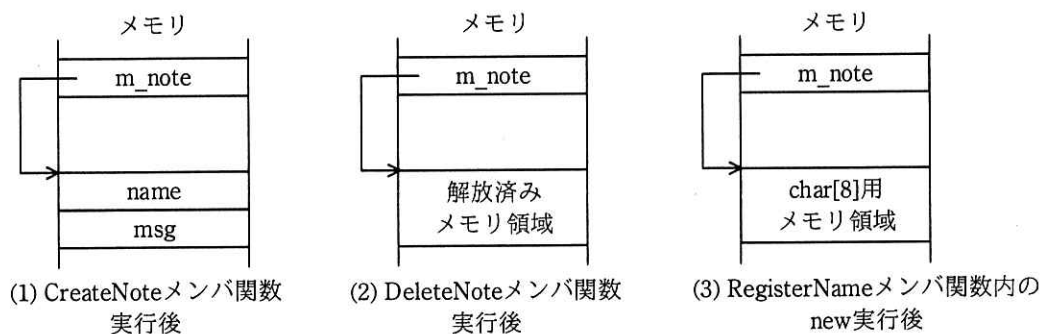 メモリ
m_note
name
msg
(1) CreateNoteメンバ関数
実行後
メモリ
m_note
解放済み
メモリ領域
(2) DeleteNoteメンバ関数
実行後
メモリ
m_note
char[8]用
メモリ領域
(3) RegisterNameメンバ関数内の
new実行後